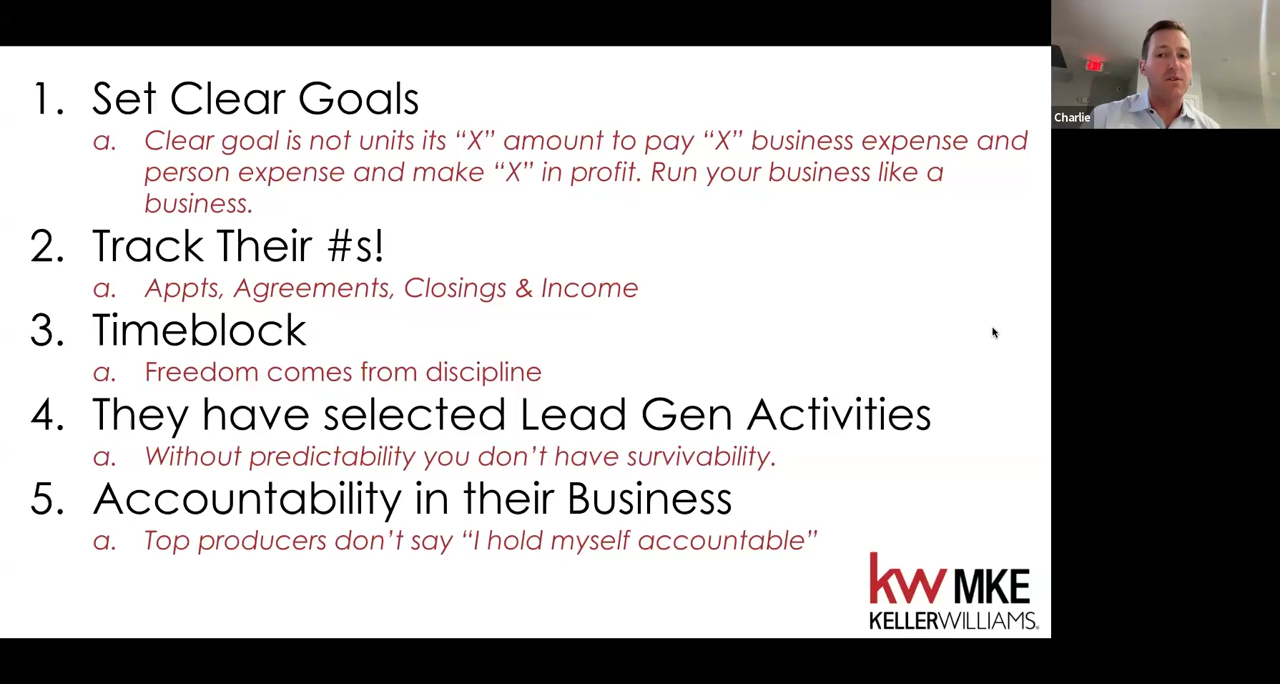 1. Set Clear Goals
a. Clear goal is not units its “X” amount to pay “X” business expense and
person expense and make “X” in profit. Run your business like a
business.
2. Track Their #s!
a. Appts, Agreements, Closings & Income
3. Timeblock
a. Freedom comes from discipline
4. They have selected Lead Gen Activities
a. Without predictability you don’t have survivability.
5. Accountability in their Business
a. Top producers don’t say “I hold myself accountable”
kw MKE
KELLERWILLIAMS.
EXIT
Charlie